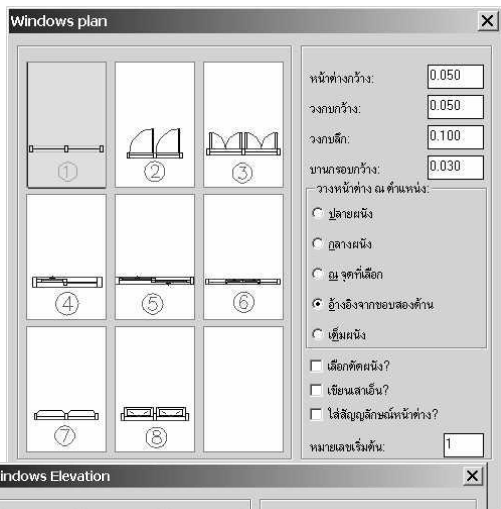 Windows plan
หน้าต่างกว้าง: 0.050
วงกบกว้าง: 0.050
วงกบลึก: 0.100
บานกรอบกว้าง: 0.030
วางหน้าต่าง ณ ตำแหน่ง:
ปลายผนัง
กลางผนัง
ณ จุดที่เลือก
อ้างอิงจากขอบสองด้าน
เต็มผนัง
เลือกตัดผนัง?
เขียนเสาเอ็น?
ใส่สัญญลักษณ์หน้าต่าง?
หมายเลขเริ่มต้น: 1
1 2 3
4 5 6
7 8
indows Elevation